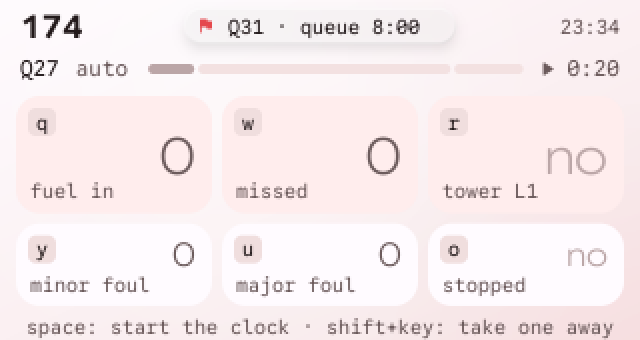 174 Q31 · queue 8:00 23:34
Q27 auto 0:20
q w r
0 0 no
fuel in missed tower L1
y u o
0 0 no
minor foul major foul stopped
space: start the clock · shift+key: take one away